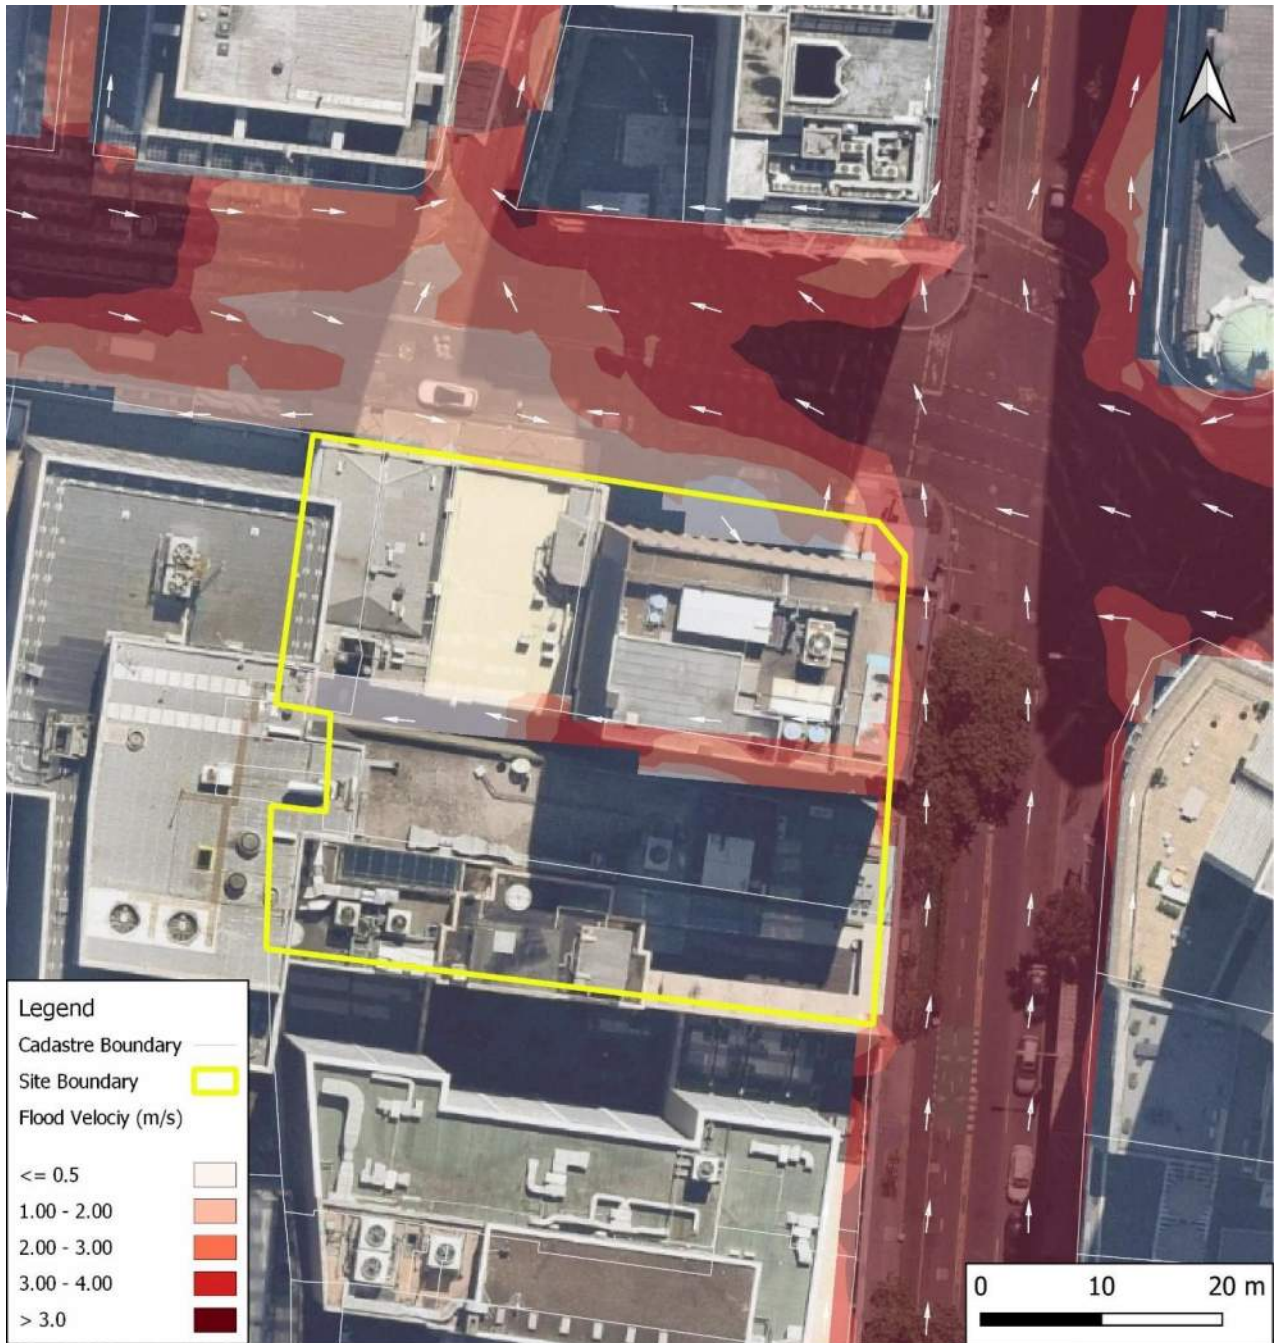 Legend
Cadastre Boundary
Site Boundary
Flood Velociy (m/s)
<= 0.5
1.00 - 2.00
2.00 - 3.00
3.00 - 4.00
> 3.0
0 10 20 m